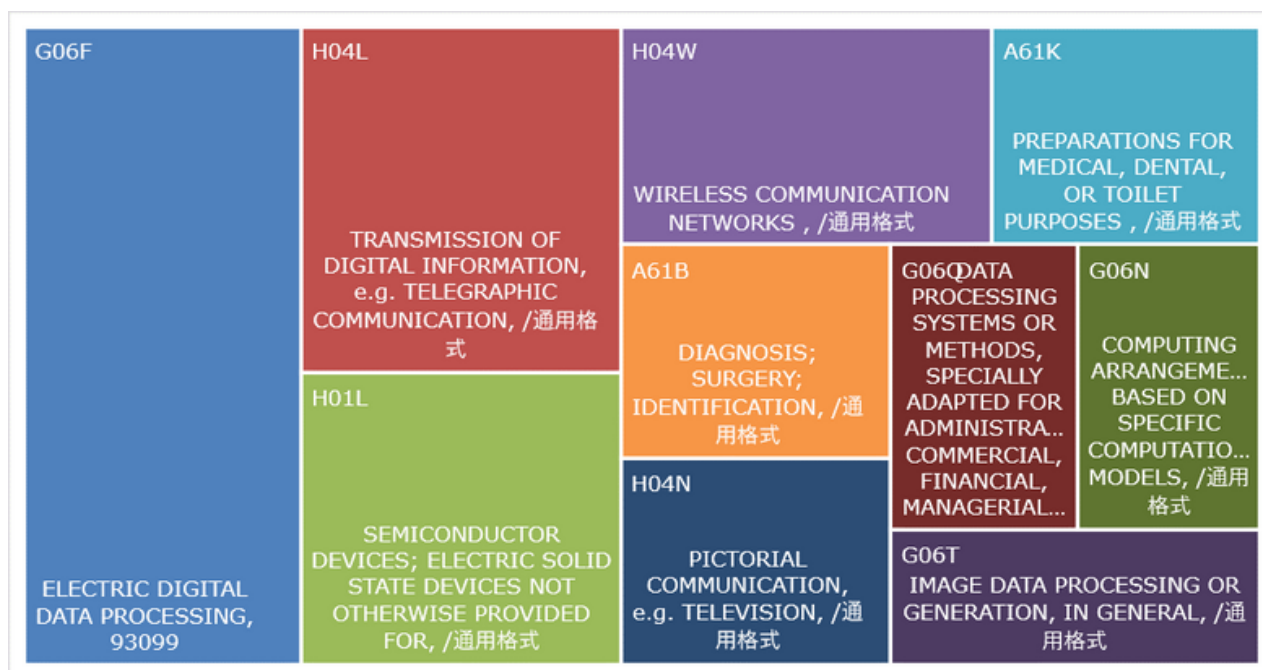 G06F
ELECTRIC DIGITAL
DATA PROCESSING,
93099
H04L
TRANSMISSION OF
DIGITAL INFORMATION,
e.g. TELEGRAPHIC
COMMUNICATION, /通用格
式
H01L
SEMICONDUCTOR
DEVICES; ELECTRIC SOLID
STATE DEVICES NOT
OTHERWISE PROVIDED
FOR, /通用格式
H04W
WIRELESS COMMUNICATION
NETWORKS , /通用格式
A61K
PREPARATIONS FOR
MEDICAL, DENTAL,
OR TOILET
PURPOSES , /通用格式
A61B
DIAGNOSIS;
SURGERY;
IDENTIFICATION, /通
用格式
H04N
PICTORIAL
COMMUNICATION,
e.g. TELEVISION, /通
用格式
G06Q DATA
PROCESSING
SYSTEMS OR
METHODS,
SPECIALLY
ADAPTED FOR
ADMINISTRA...
COMMERCIAL,
FINANCIAL,
MANAGERIAL...
G06N
COMPUTING
ARRANGEME...
BASED ON
SPECIFIC
COMPUTATIO...
MODELS, /通用
格式
G06T
IMAGE DATA PROCESSING OR
GENERATION, IN GENERAL, /通
用格式